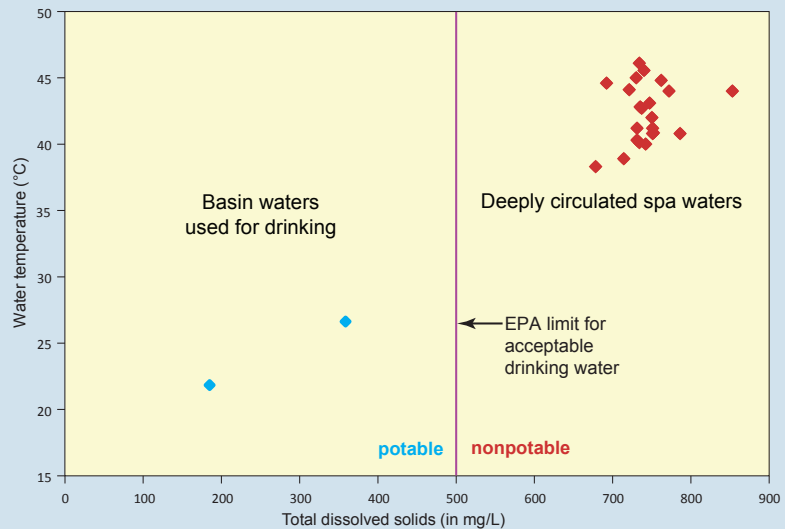 50
45
40
35
30
25
20
15
Water temperature (°C)
Basin waters
used for drinking
Deeply circulated spa waters
EPA limit for
acceptable
drinking water
potable
nonpotable
0 100 200 300 400 500 600 700 800 900
Total dissolved solids (in mg/L)